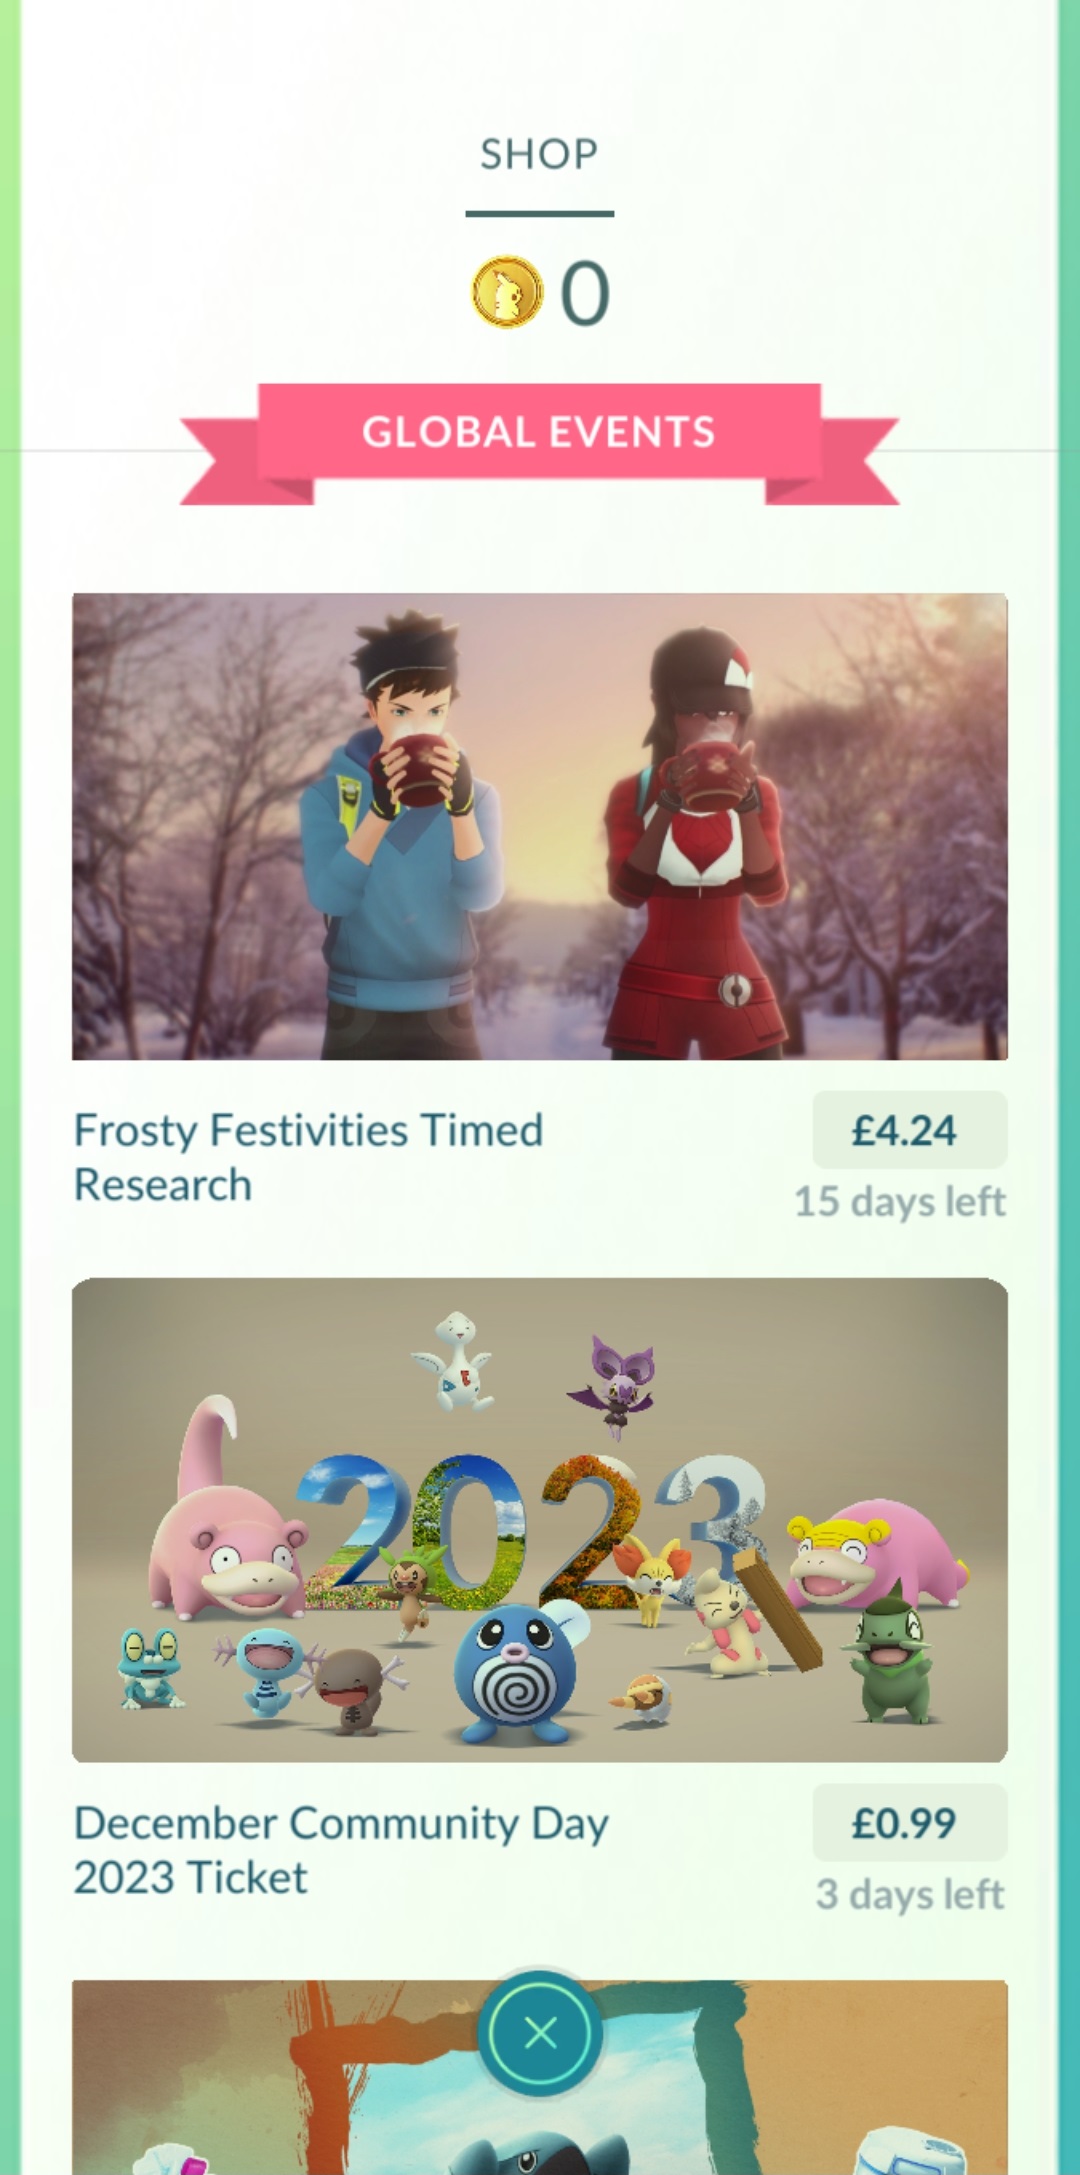 SHOP
0
GLOBAL EVENTS
Frosty Festivities Timed
Research
£4.24
15 days left
2023
December Community Day
2023 Ticket
£0.99
3 days left